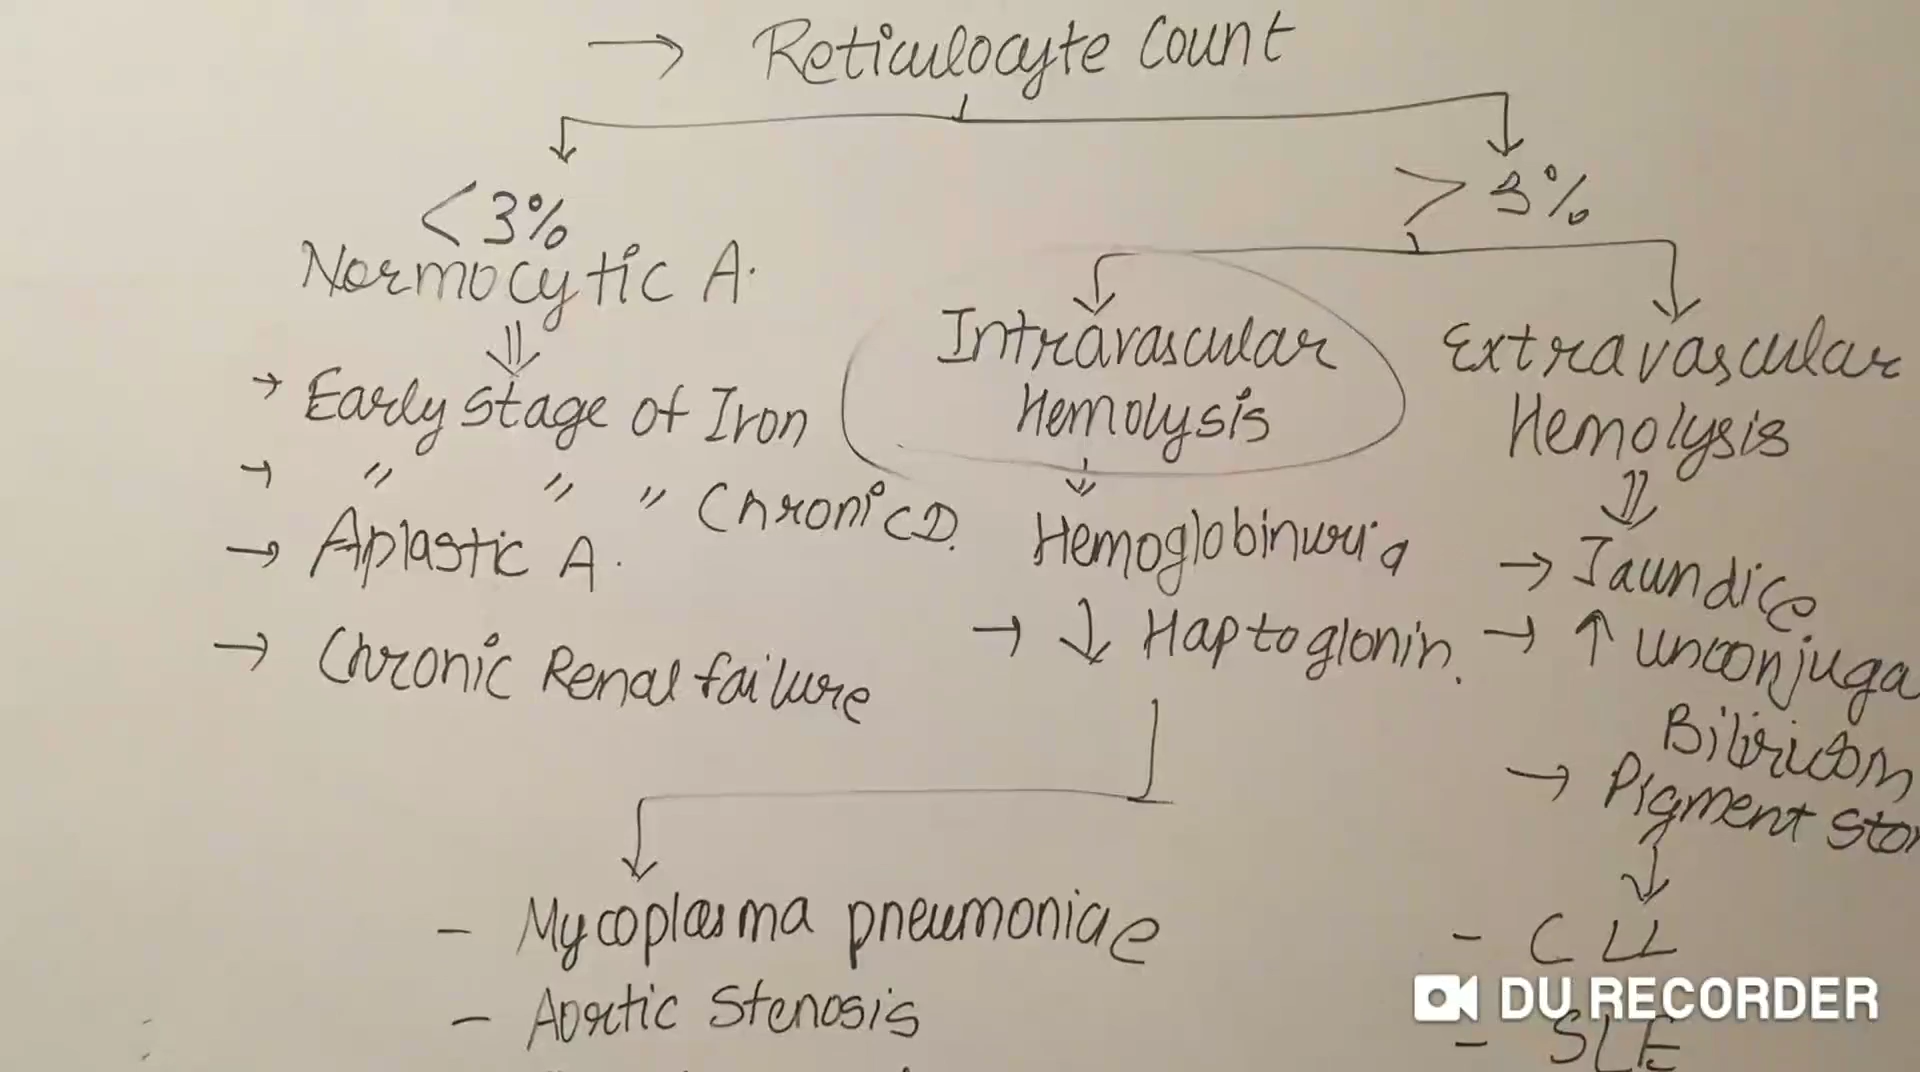 → Reticulocyte Count
< 3%
> 3%
Normocytic A.
→ Early stage of Iron
→ " " " Chronic D.
→ Aplastic A.
→ Chronic Renal failure
Intravascular
Hemolysis
Hemoglobinuria
→ ↓ Haptoglonin.
- Mycoplasma pneumoniae
- Aortic Stenosis
Extravascular
Hemolysis
→ Jaundice
→ ↑ unconjuga
Bilirubin
→ Pigment sto
- CLL
- SLE
DU RECORDER